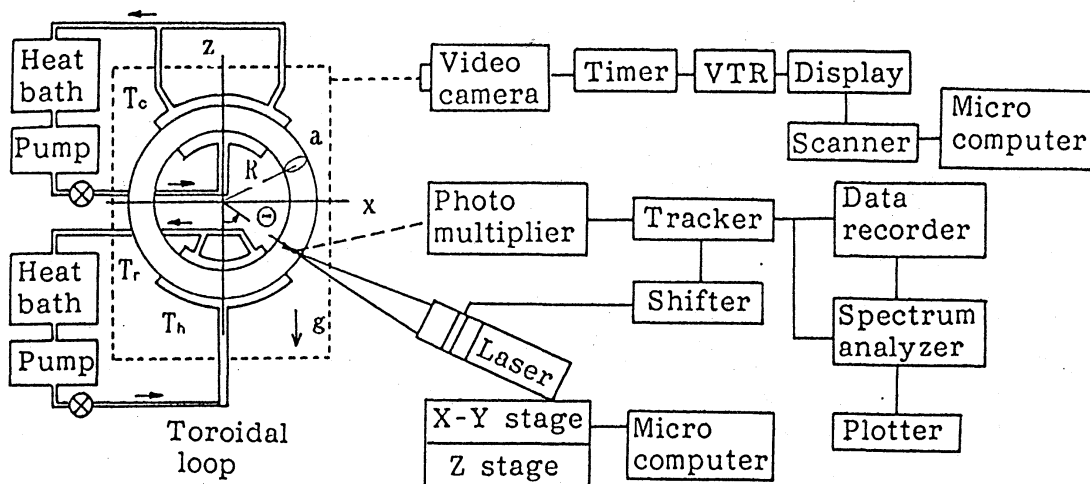 Heat
bath
Pump
Heat
bath
Pump
z
T_c
a
R
x
Θ
T_r
T_h
g
Toroidal
loop
Video
camera
Timer
VTR
Display
Scanner
Micro
computer
Photo
multiplier
Tracker
Data
recorder
Shifter
Spectrum
analyzer
Plotter
Laser
X-Y stage
Z stage
Micro
computer